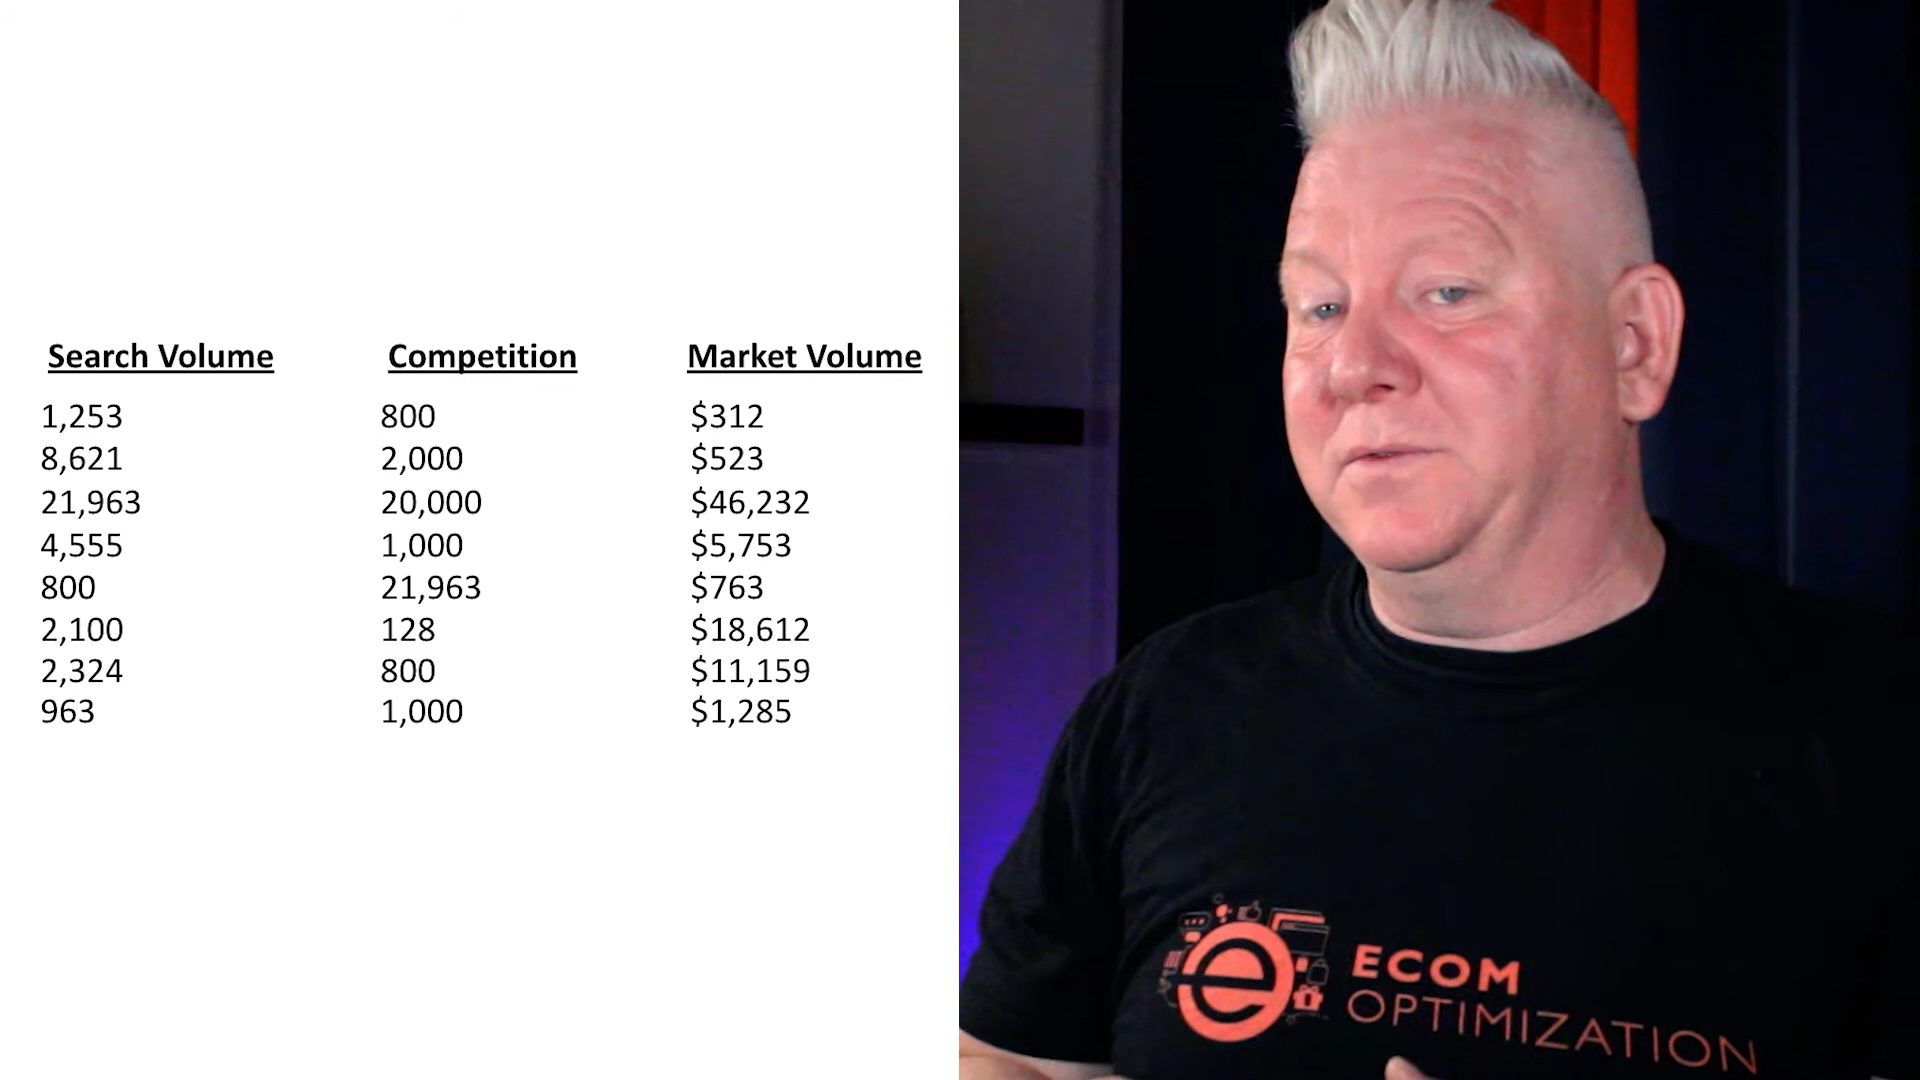 Search Volume Competition Market Volume
1,253 800 $312
8,621 2,000 $523
21,963 20,000 $46,232
4,555 1,000 $5,753
800 21,963 $763
2,100 128 $18,612
2,324 800 $11,159
963 1,000 $1,285
e ECOM
OPTIMIZATION